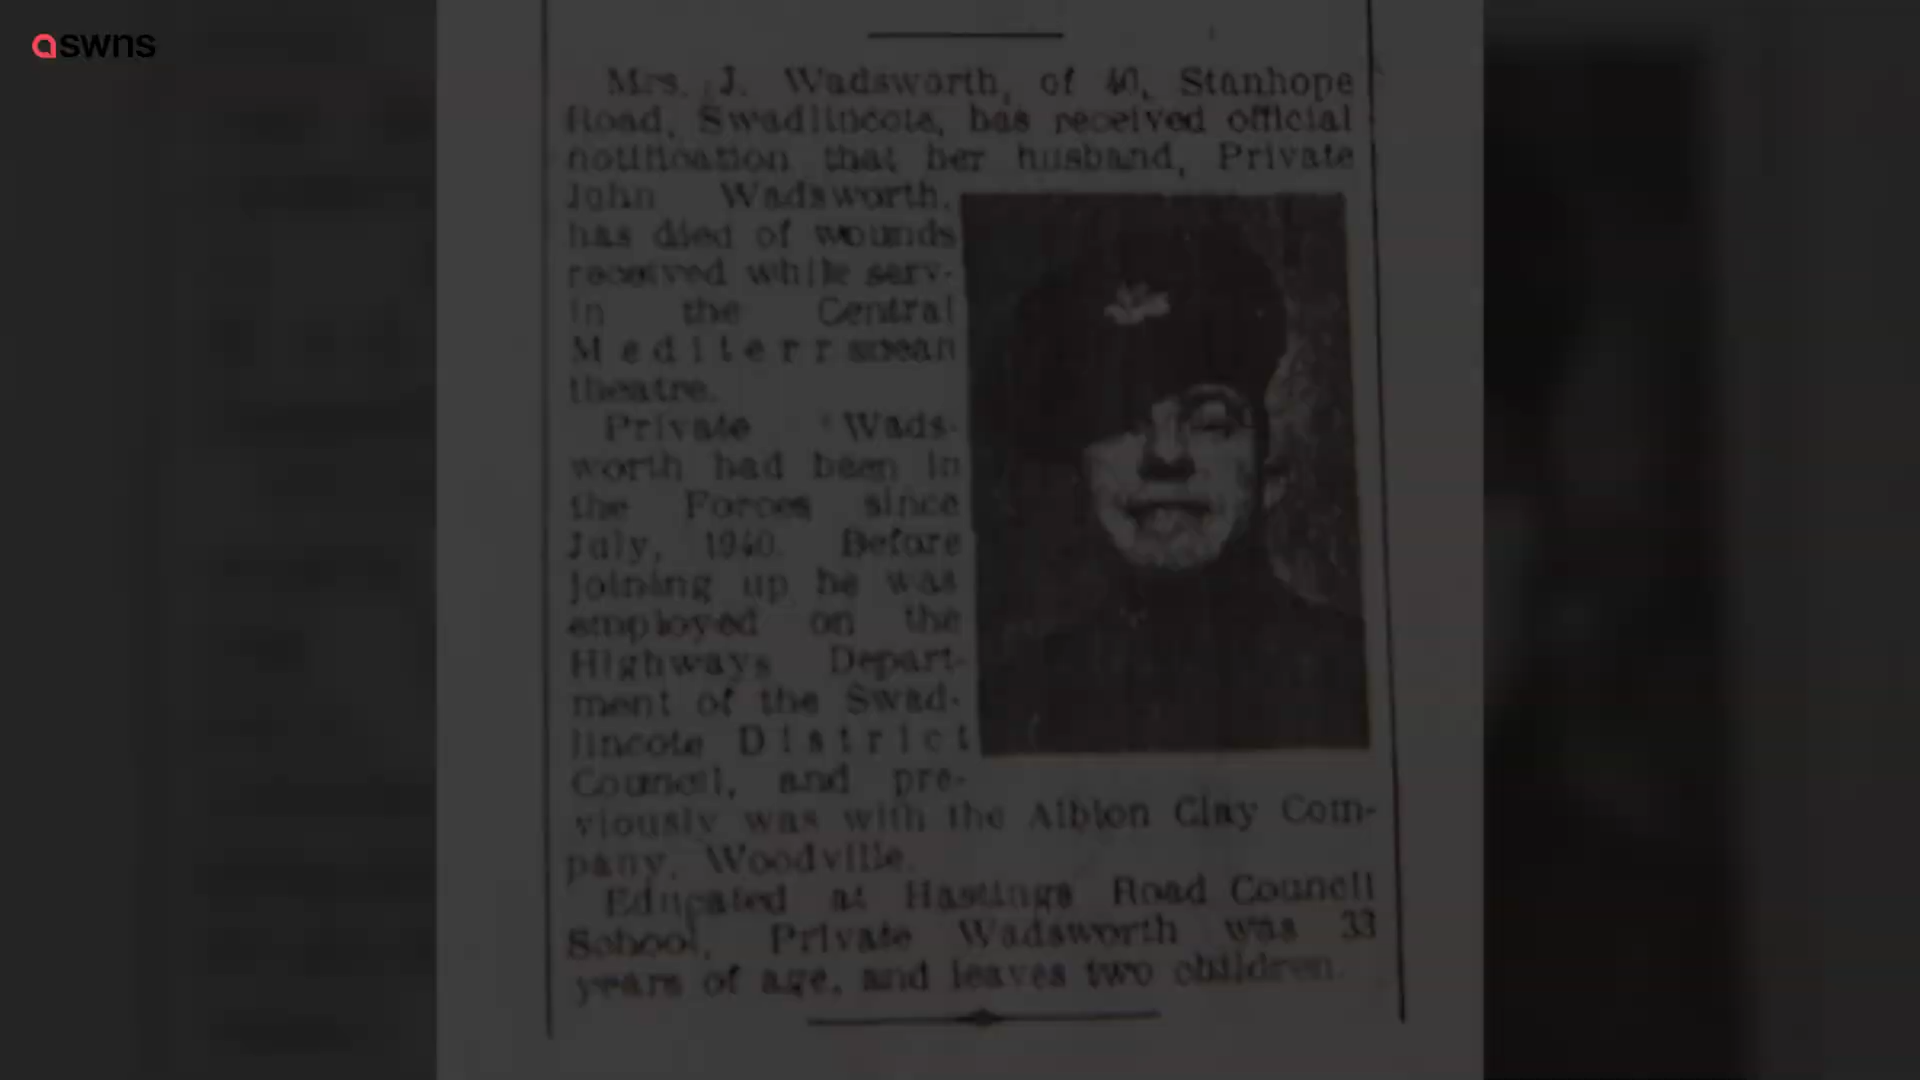 swns
Mrs. J. Wadsworth, of 40, Stanhope
Road, Swadlincote, has received official
notification that her husband, Private
John Wadsworth,
has died of wounds
received while serv-
in the Central
Mediterranean
theatre.
Private Wads-
worth had been in
the Forces since
July, 1940. Before
joining up he was
employed on the
Highways Depart-
ment of the Swad-
lincote District
Council, and pre-
viously was with the Albion Clay Com-
pany, Woodville.
Educated at Hastings Road Council
School, Private Wadsworth was 33
years of age, and leaves two children.